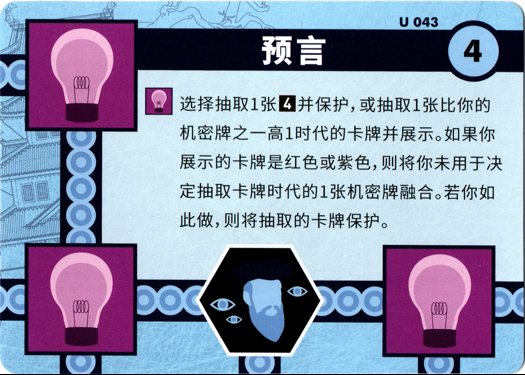 U 043
预言
4
选择抽取1张4并保护，或抽取1张比你的
机密牌之一高1时代的卡牌并展示。如果你
展示的卡牌是红色或紫色，则将你未用于决
定抽取卡牌时代的1张机密牌融合。若你如
此做，则将抽取的卡牌保护。